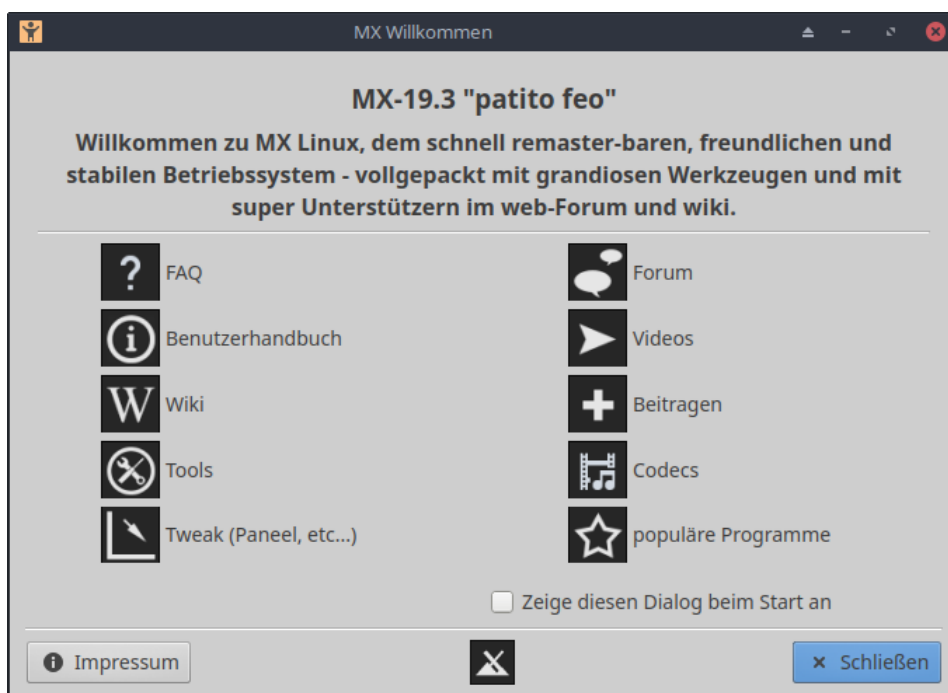 MX Willkommen
MX-19.3 "patito feo"
Willkommen zu MX Linux, dem schnell remaster-baren, freundlichen und
stabilen Betriebssystem - vollgepackt mit grandiosen Werkzeugen und mit
super Unterstützern im web-Forum und wiki.
FAQ
Forum
Benutzerhandbuch
Videos
Wiki
Beitragen
Tools
Codecs
Tweak (Paneel, etc...)
populäre Programme
Zeige diesen Dialog beim Start an
Impressum
Schließen